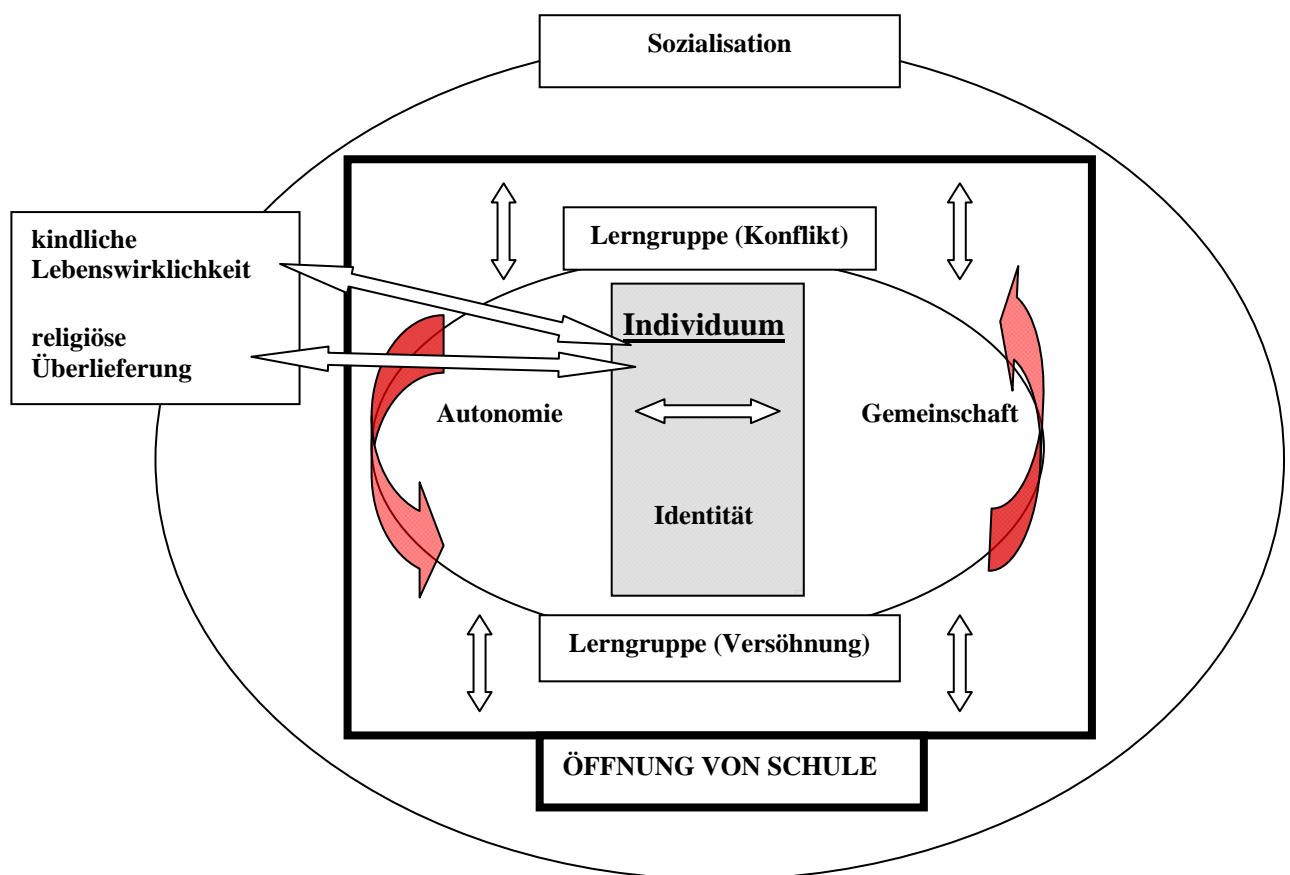 Sozialisation
kindliche
Lebenswirklichkeit
religiöse
Überlieferung
Lerngruppe (Konflikt)
Individuum
Autonomie
Gemeinschaft
Identität
Lerngruppe (Versöhnung)
ÖFFNUNG VON SCHULE